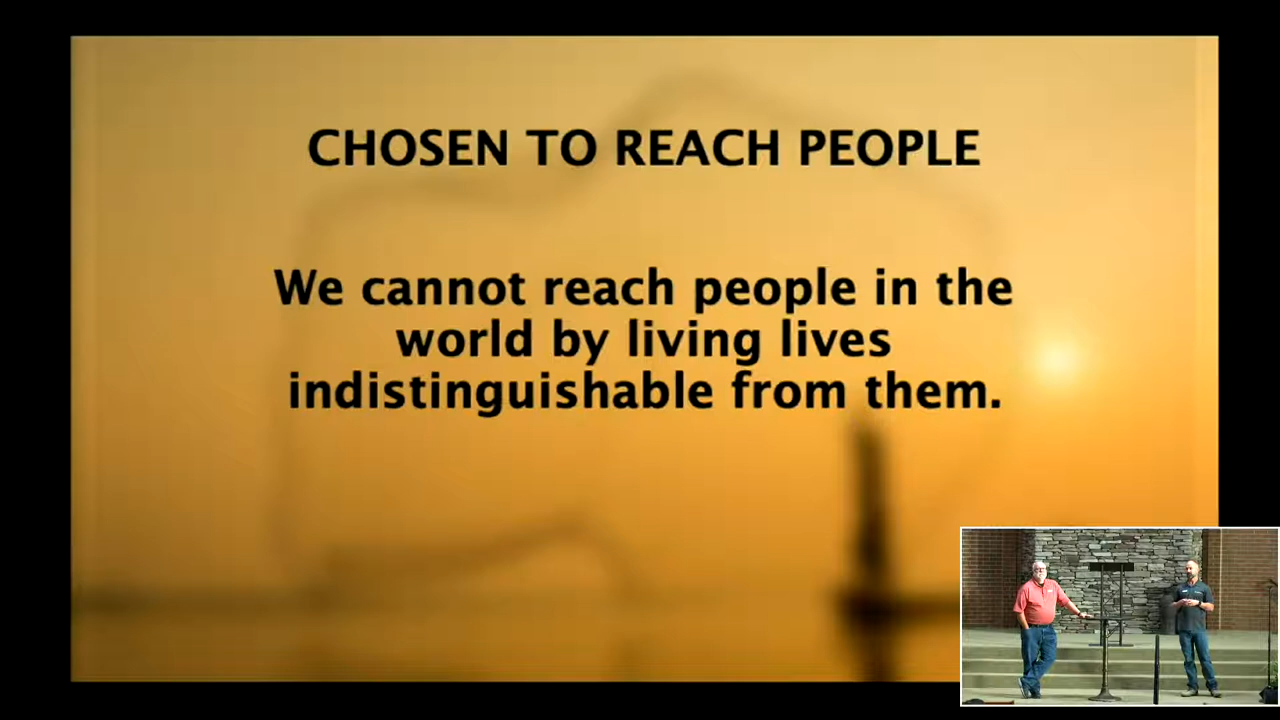 CHOSEN TO REACH PEOPLE
We cannot reach people in the
world by living lives
indistinguishable from them.